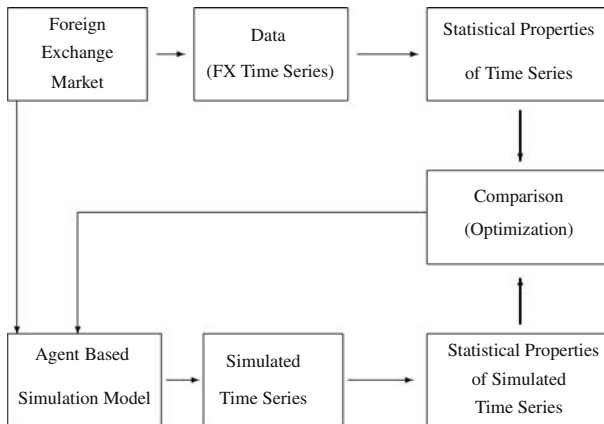 Foreign
Exchange
Market
Data
(FX Time Series)
Statistical Properties
of Time Series
Comparison
(Optimization)
Agent Based
Simulation Model
Simulated
Time Series
Statistical Properties
of Simulated
Time Series